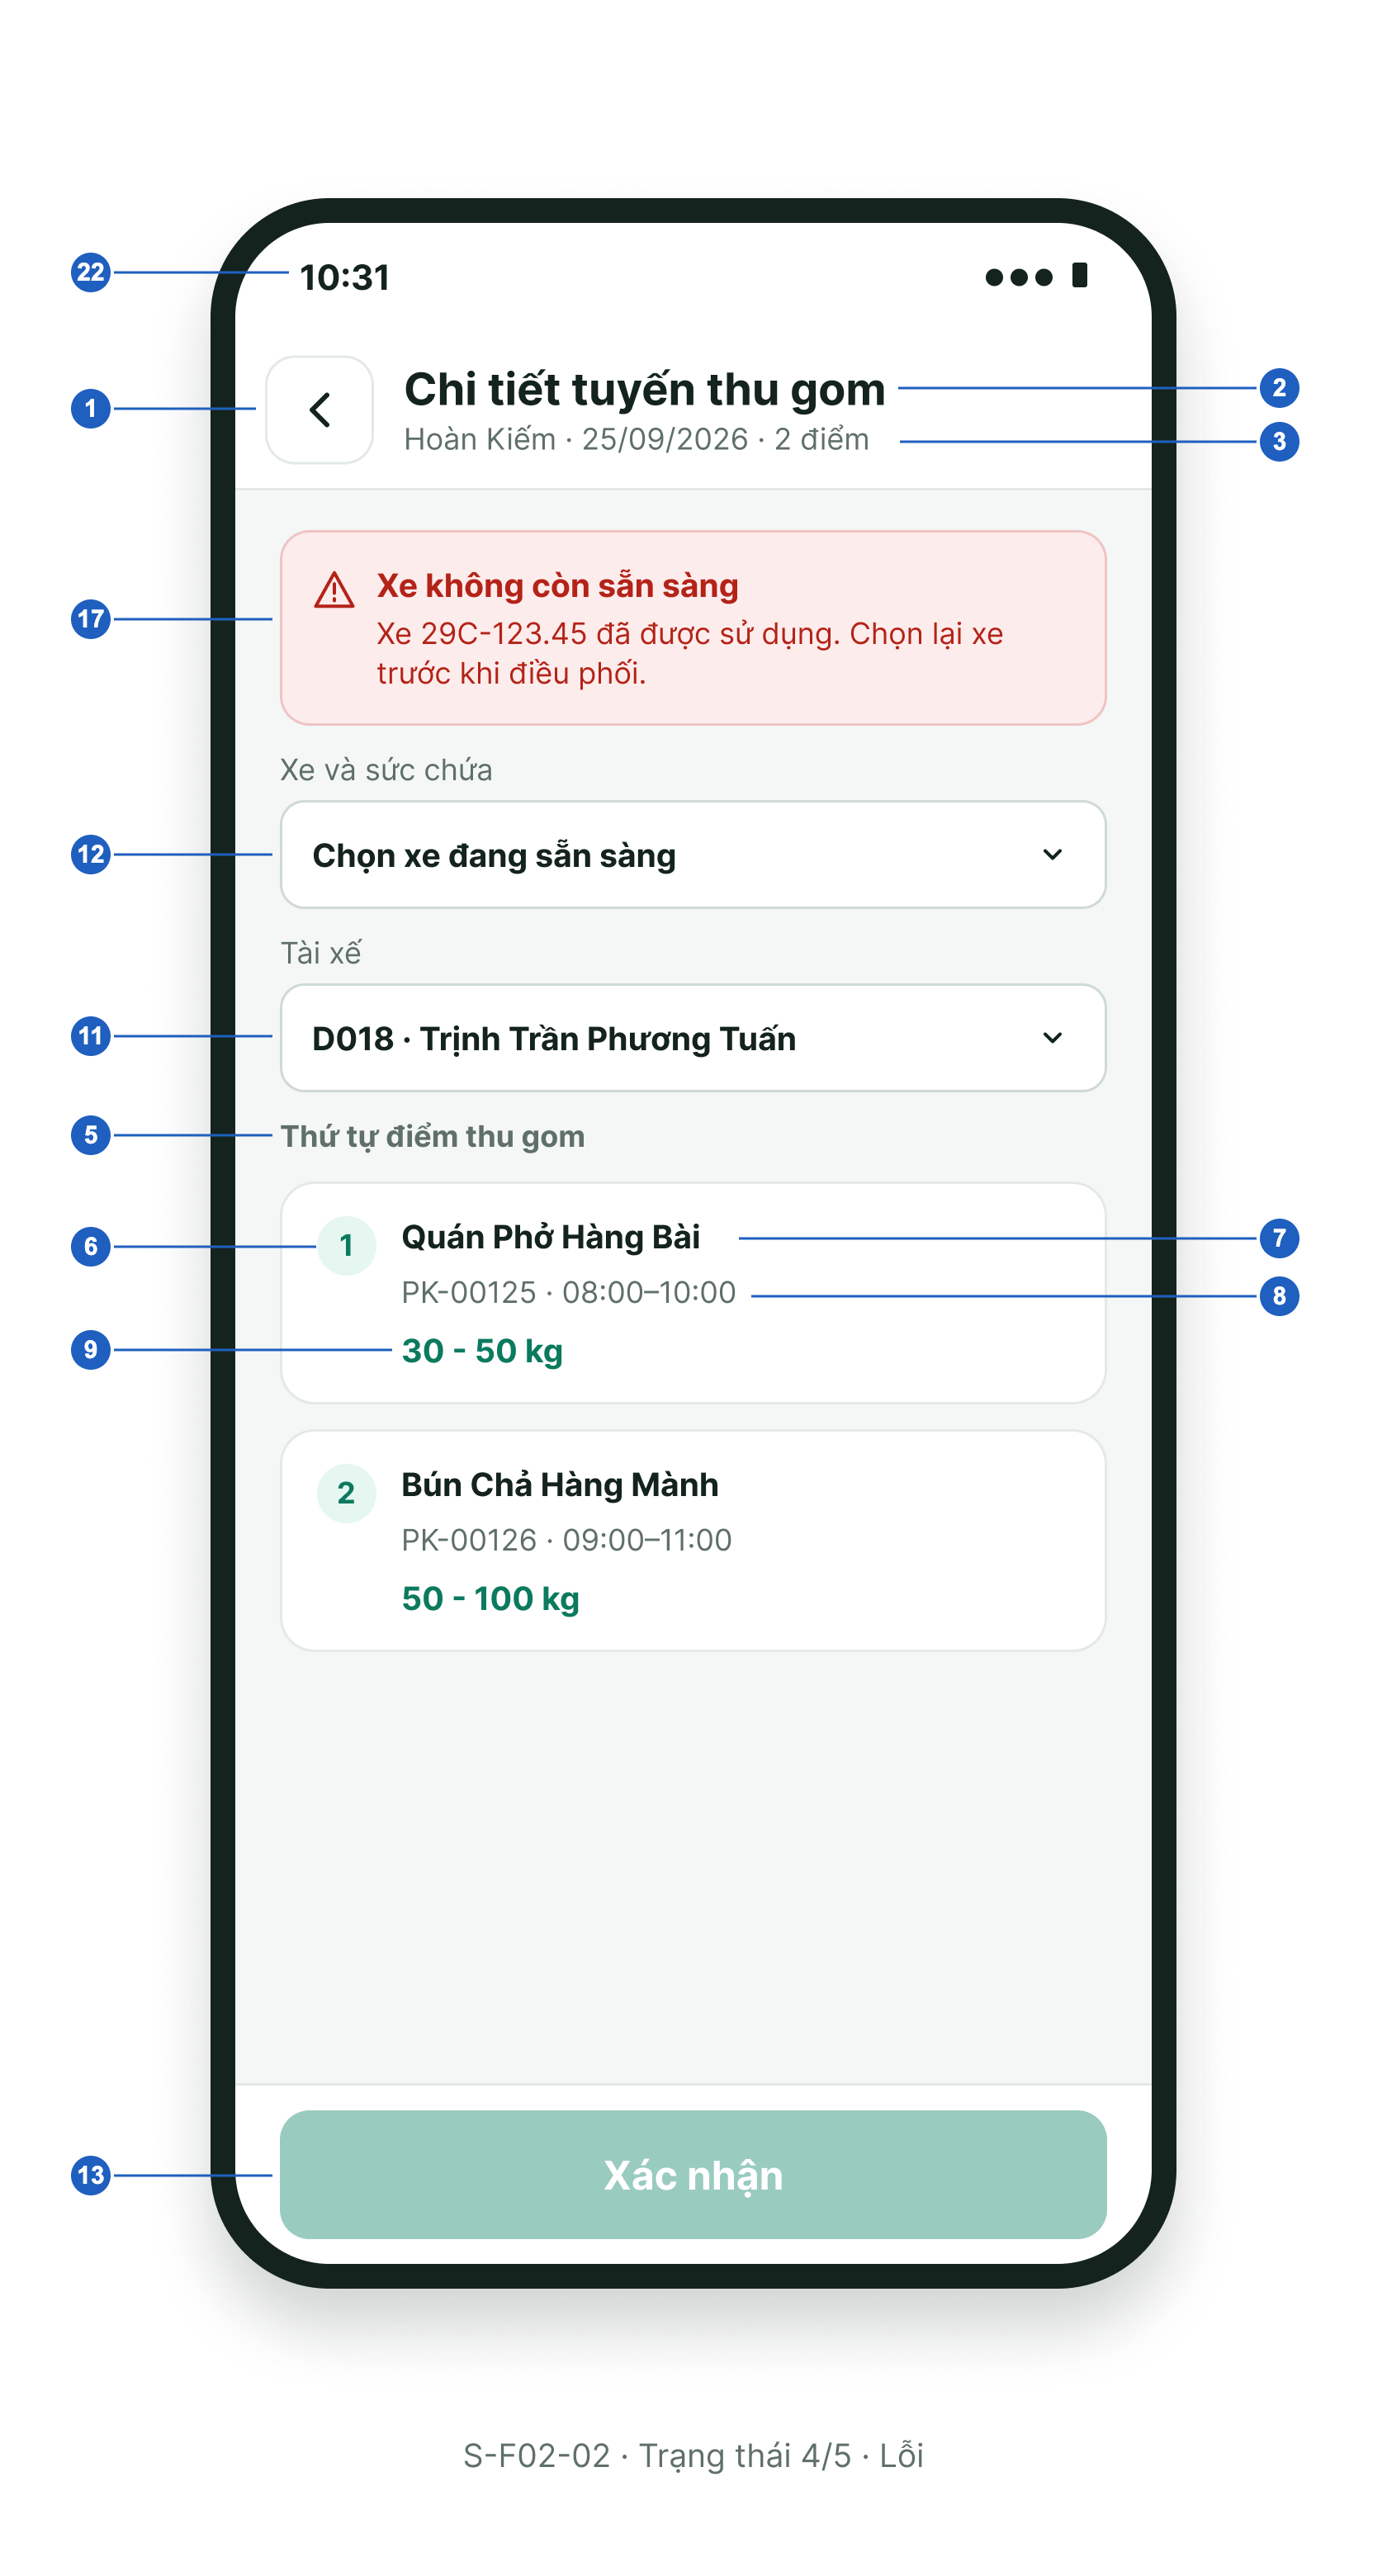 22 10:31
1 Chi tiết tuyến thu gom 2
Hoàn Kiếm · 25/09/2026 · 2 điểm 3
Xe không còn sẵn sàng
17 Xe 29C-123.45 đã được sử dụng. Chọn lại xe
trước khi điều phối.
Xe và sức chứa
12 Chọn xe đang sẵn sàng
Tài xế
11 D018 · Trịnh Trần Phương Tuấn
5 Thứ tự điểm thu gom
6 1 Quán Phở Hàng Bài 7
PK-00125 · 08:00–10:00 8
9 30 - 50 kg
2 Bún Chả Hàng Mành
PK-00126 · 09:00–11:00
50 - 100 kg
13 Xác nhận
S-F02-02 · Trạng thái 4/5 · Lỗi